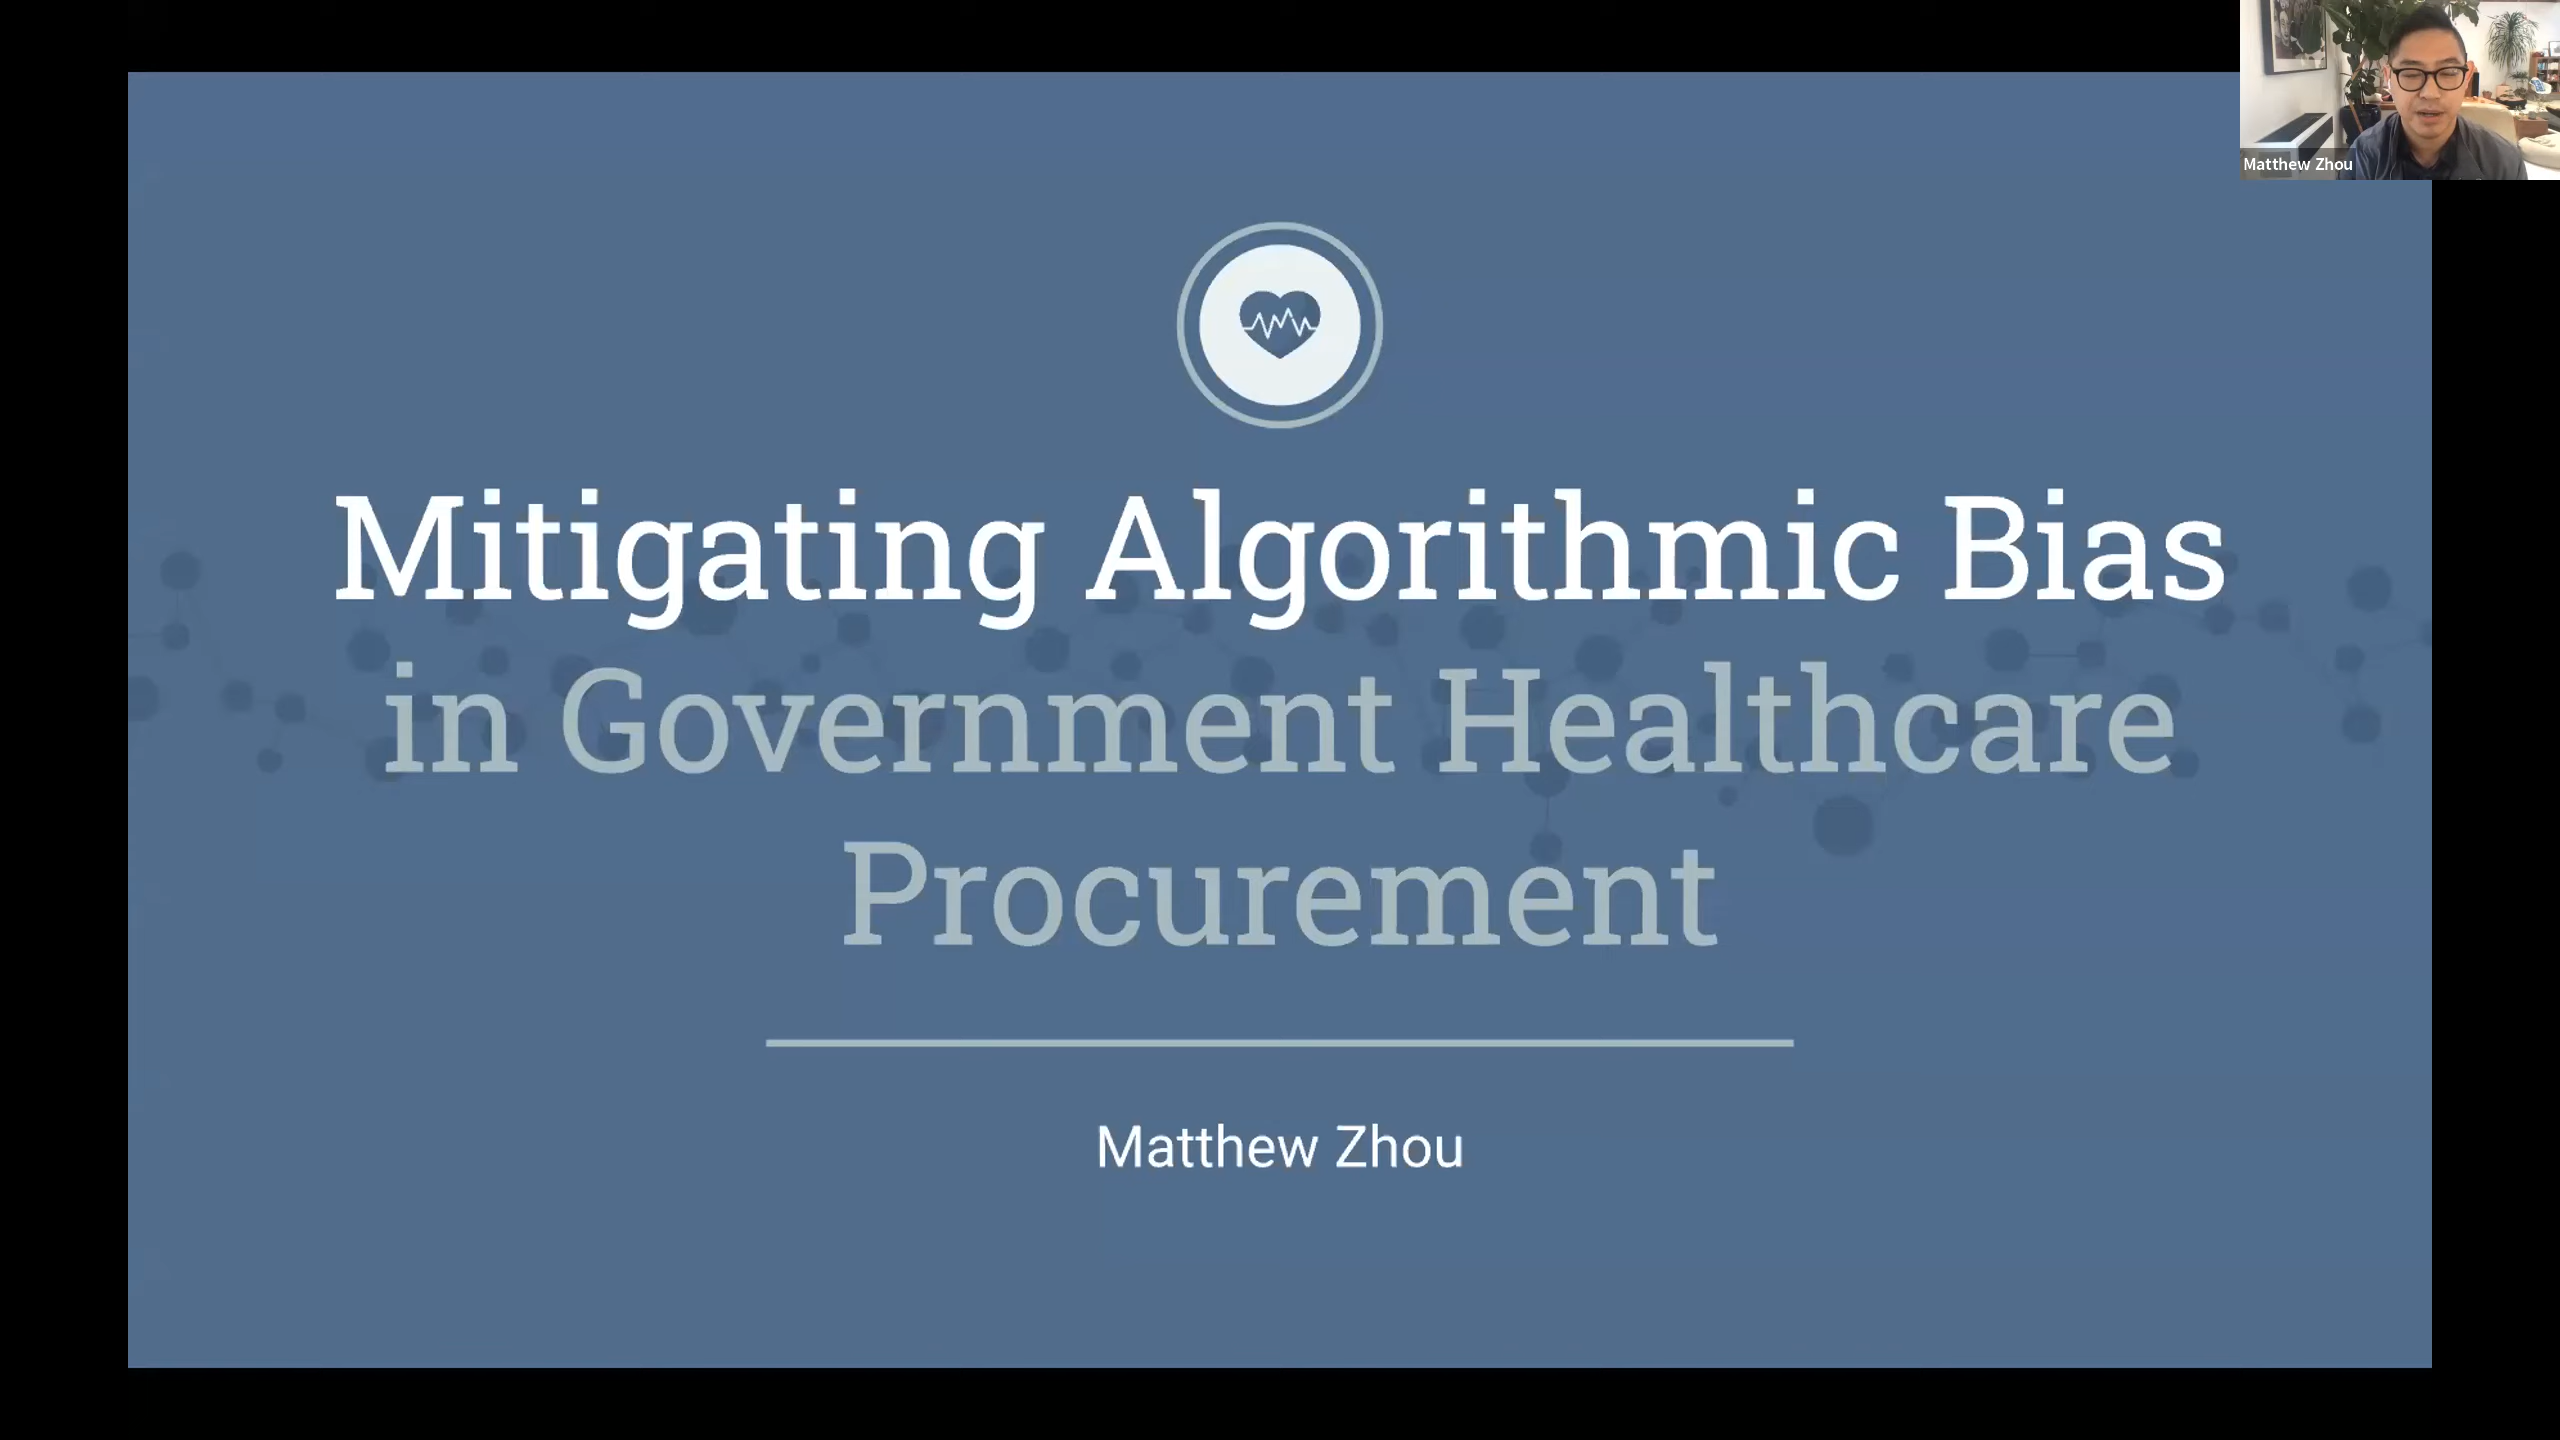 Matthew Zhou
Mitigating Algorithmic Bias
in Government Healthcare
Procurement
Matthew Zhou